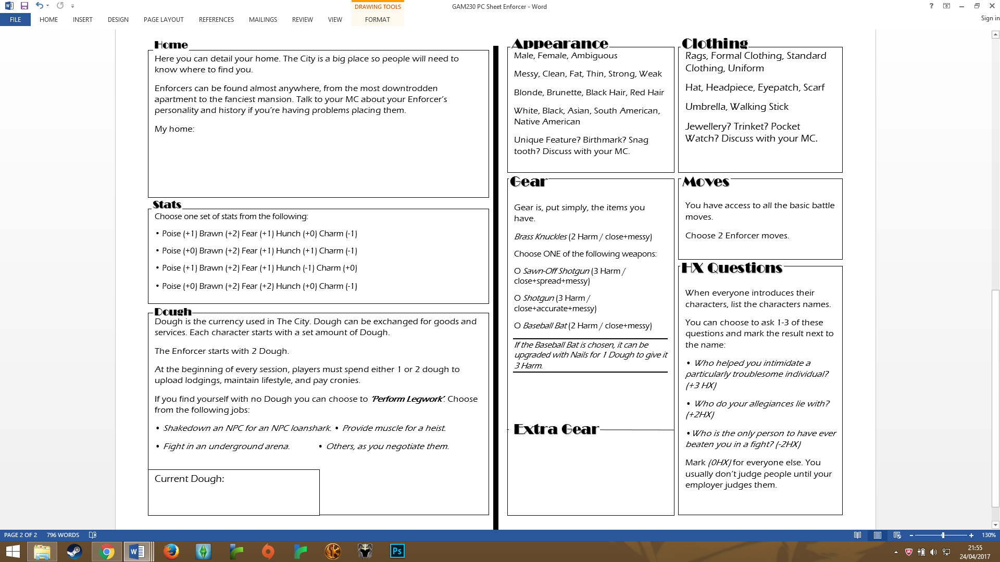 DRAWING TOOLS
GAM230 PC Sheet Enforcer - Word
FILE HOME INSERT DESIGN PAGE LAYOUT REFERENCES MAILINGS REVIEW VIEW FORMAT
Sign in
Home
Here you can detail your home. The City is a big place so people will need to
know where to find you.
Enforcers can be found almost anywhere, from the most downtrodden
apartment to the fanciest mansion. Talk to your MC about your Enforcer's
personality and history if you're having problems placing them.
My home:
Stats
Choose one set of stats from the following:
• Poise (+1) Brawn (+2) Fear (+1) Hunch (+0) Charm (-1)
• Poise (+0) Brawn (+2) Fear (+1) Hunch (+1) Charm (-1)
• Poise (+1) Brawn (+2) Fear (+1) Hunch (-1) Charm (+0)
• Poise (+0) Brawn (+2) Fear (+2) Hunch (+0) Charm (-1)
Dough
Dough is the currency used in The City. Dough can be exchanged for goods and
services. Each character starts with a set amount of Dough.
The Enforcer starts with 2 Dough.
At the beginning of every session, players must spend either 1 or 2 dough to
upload lodgings, maintain lifestyle, and pay cronies.
If you find yourself with no Dough you can choose to 'Perform Legwork'. Choose
from the following jobs:
• Shakedown an NPC for an NPC loanshark. • Provide muscle for a heist.
• Fight in an underground arena. • Others, as you negotiate them.
Current Dough:
Appearance
Male, Female, Ambiguous
Messy, Clean, Fat, Thin, Strong, Weak
Blonde, Brunette, Black Hair, Red Hair
White, Black, Asian, South American,
Native American
Unique Feature? Birthmark? Snag
tooth? Discuss with your MC.
Clothing
Rags, Formal Clothing, Standard
Clothing, Uniform
Hat, Headpiece, Eyepatch, Scarf
Umbrella, Walking Stick
Jewellery? Trinket? Pocket
Watch? Discuss with your MC.
Gear
Gear is, put simply, the items you
have.
Brass Knuckles (2 Harm / close+messy)
Choose ONE of the following weapons:
O Sawn-Off Shotgun (3 Harm /
close+spread+messy)
O Shotgun (3 Harm /
close+accurate+messy)
O Baseball Bat (2 Harm / close+messy)
If the Baseball Bat is chosen, it can be
upgraded with Nails for 1 Dough to give it
3 Harm.
Extra Gear
Moves
You have access to all the basic battle
moves.
Choose 2 Enforcer moves.
HX Questions
When everyone introduces their
characters, list the characters names.
You can choose to ask 1-3 of these
questions and mark the result next to
the name:
• Who helped you intimidate a
particularly troublesome individual?
(+3 HX)
• Who do your allegiances lie with?
(+2HX)
• Who is the only person to have ever
beaten you in a fight? (-2HX)
Mark (0HX) for everyone else. You
usually don't judge people until your
employer judges them.
PAGE 2 OF 2 796 WORDS
130%
Ps
21:55
24/04/2017